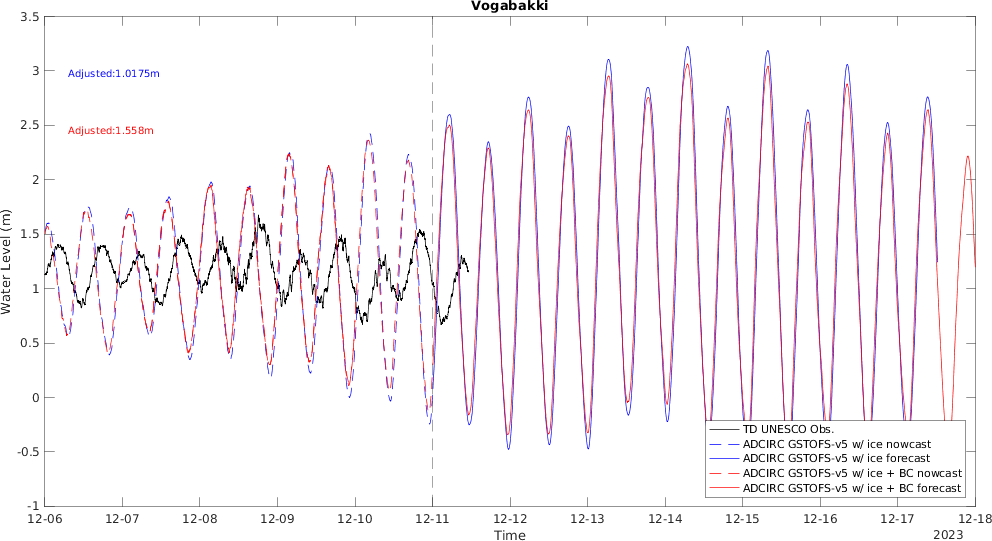 Vogabakki
3.5
3
2.5
2
1.5
1
0.5
0
-0.5
-1
Water Level (m)
Adjusted:1.0175m
Adjusted:1.558m
TD UNESCO Obs.
ADCIRC GSTOFS-v5 w/ ice nowcast
ADCIRC GSTOFS-v5 w/ ice forecast
ADCIRC GSTOFS-v5 w/ ice + BC nowcast
ADCIRC GSTOFS-v5 w/ ice + BC forecast
12-06 12-07 12-08 12-09 12-10 12-11 12-12 12-13 12-14 12-15 12-16 12-17 12-18
Time
2023